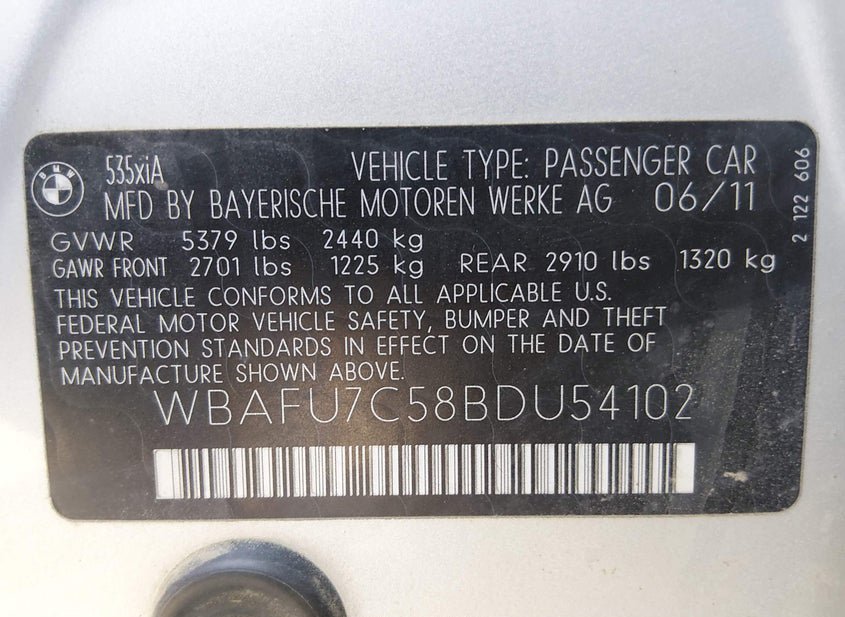 BMW
535xiA VEHICLE TYPE: PASSENGER CAR
MFD BY BAYERISCHE MOTOREN WERKE AG 06/11
GVWR 5379 lbs 2440 kg
GAWR FRONT 2701 lbs 1225 kg REAR 2910 lbs 1320 kg
THIS VEHICLE CONFORMS TO ALL APPLICABLE U.S.
FEDERAL MOTOR VEHICLE SAFETY, BUMPER AND THEFT
PREVENTION STANDARDS IN EFFECT ON THE DATE OF
MANUFACTURE SHOWN ABOVE.
WBAFU7C58BDU54102
2 122 606